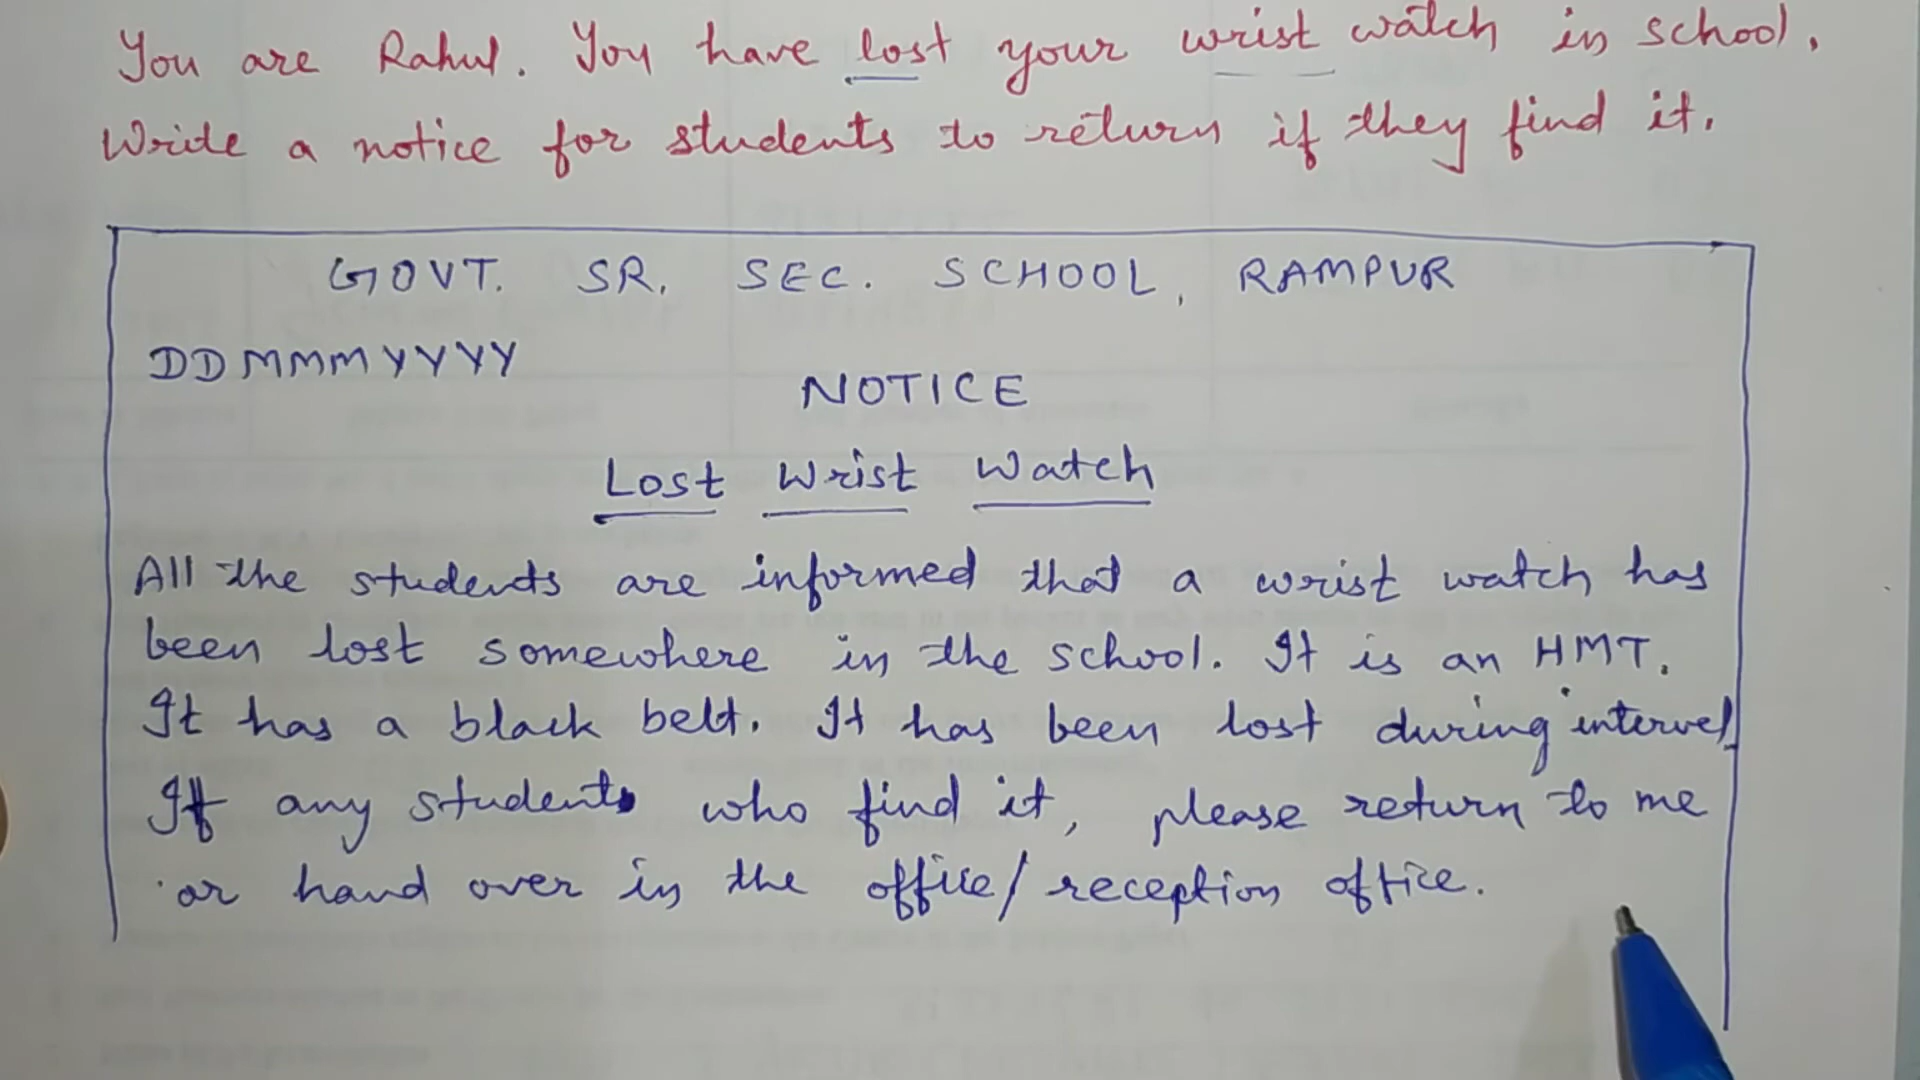 You are Rahul. You have lost your wrist watch in school.
Write a notice for students to return if they find it.
GOVT. SR. SEC. SCHOOL, RAMPUR
DDMMMYYYY
NOTICE
Lost Wrist Watch
All the students are informed that a wrist watch has
been lost somewhere in the school. It is an HMT.
It has a black belt. It has been lost during intervel
If any student who find it, please return to me
or hand over in the office/reception office.